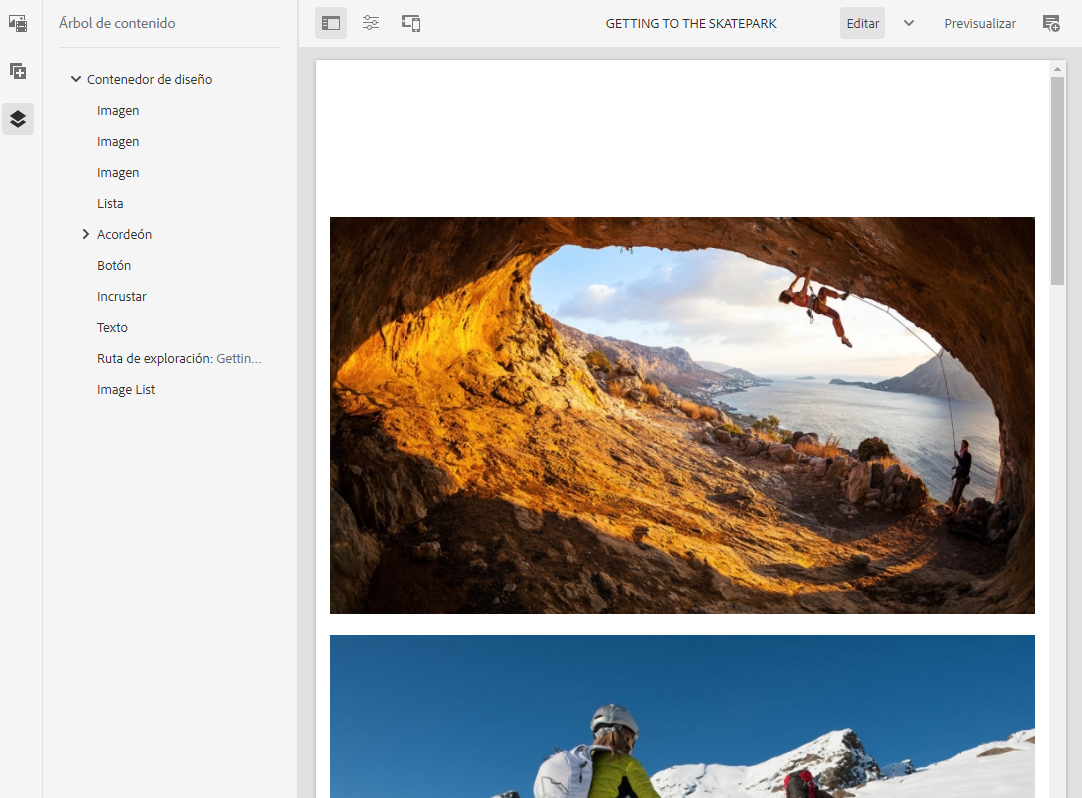 Árbol de contenido
GETTING TO THE SKATEPARK
Editar
Previsualizar
Contenedor de diseño
Imagen
Imagen
Imagen
Lista
Acordeón
Botón
Incrustar
Texto
Ruta de exploración: Gettin...
Image List